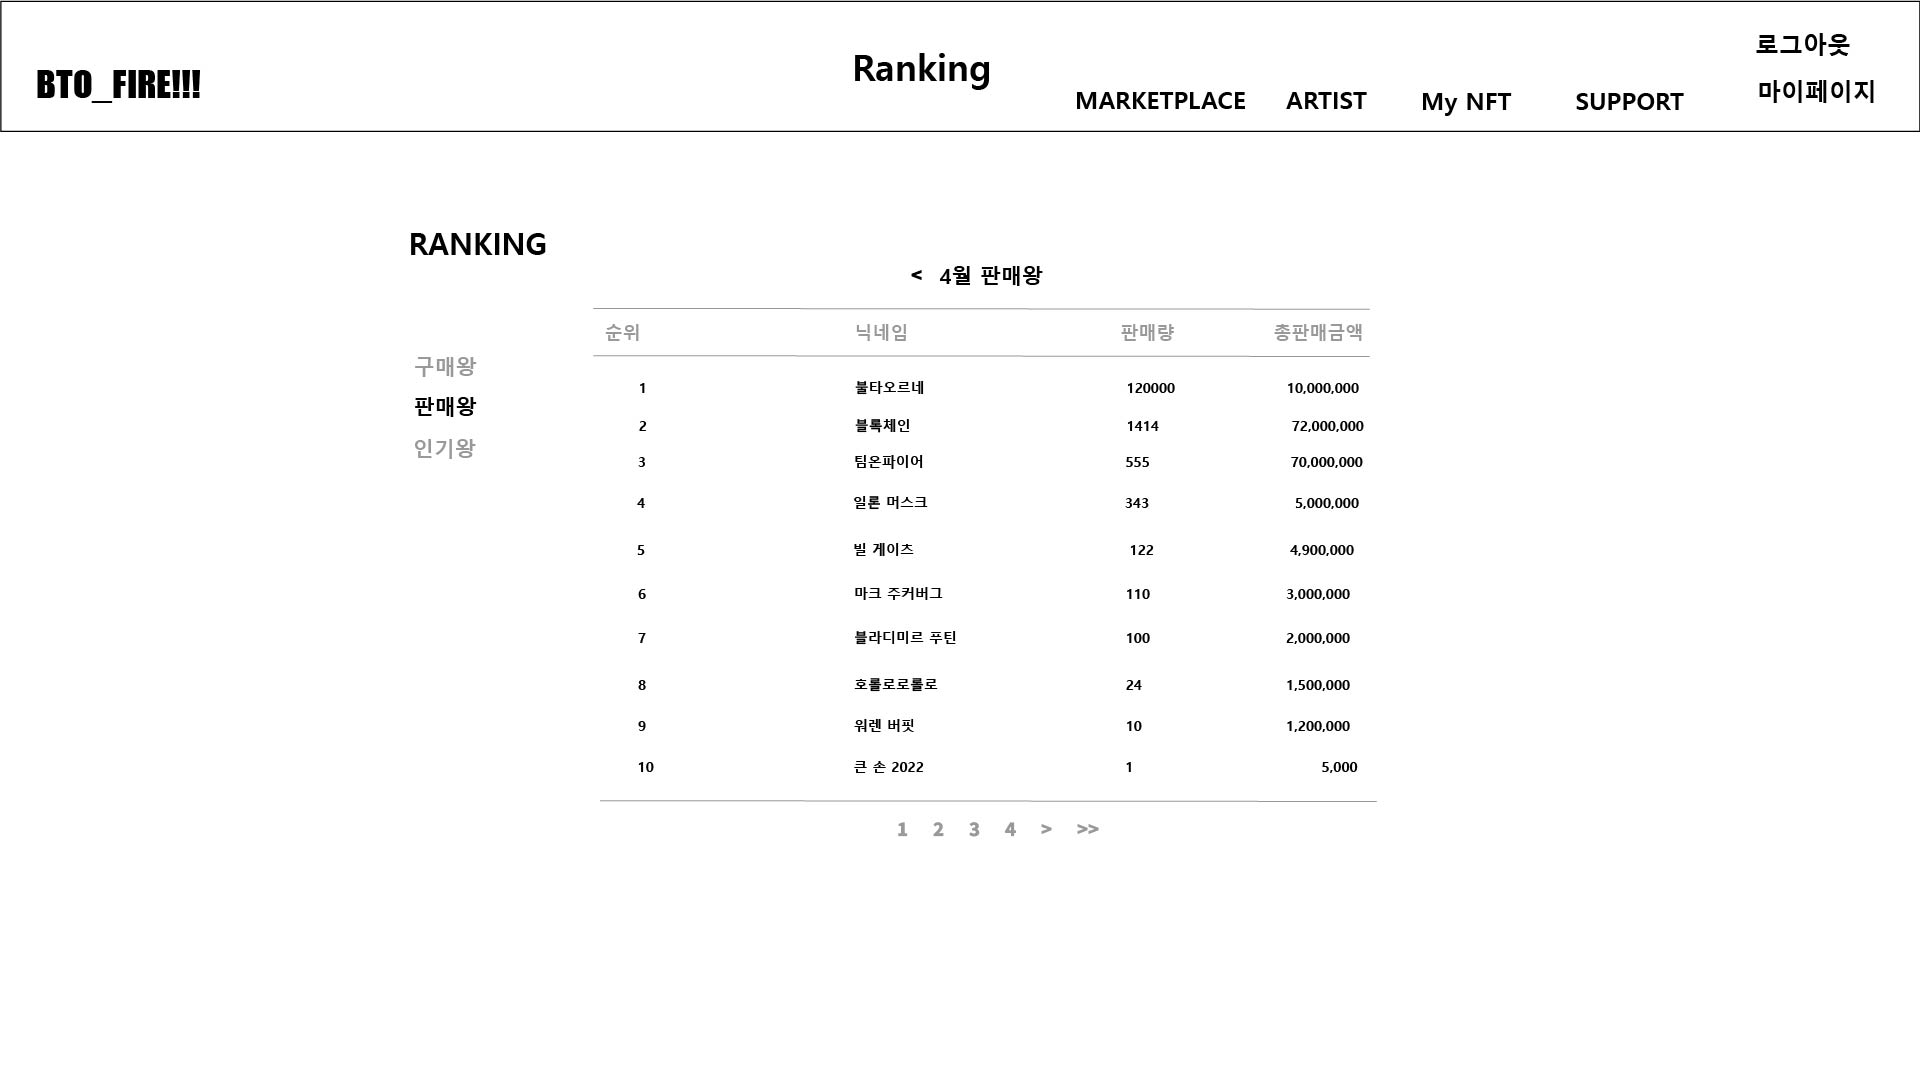 BTO_FIRE!!!
Ranking
MARKETPLACE ARTIST My NFT SUPPORT
로그아웃
마이페이지
RANKING
구매왕
판매왕
인기왕
< 4월 판매왕
순위 닉네임 판매량 총판매금액
1 불타오르네 120000 10,000,000
2 블록체인 1414 72,000,000
3 팀온파이어 555 70,000,000
4 일론 머스크 343 5,000,000
5 빌 게이츠 122 4,900,000
6 마크 주커버그 110 3,000,000
7 블라디미르 푸틴 100 2,000,000
8 호롤로로롤로 24 1,500,000
9 워렌 버핏 10 1,200,000
10 큰 손 2022 1 5,000
1 2 3 4 > >>